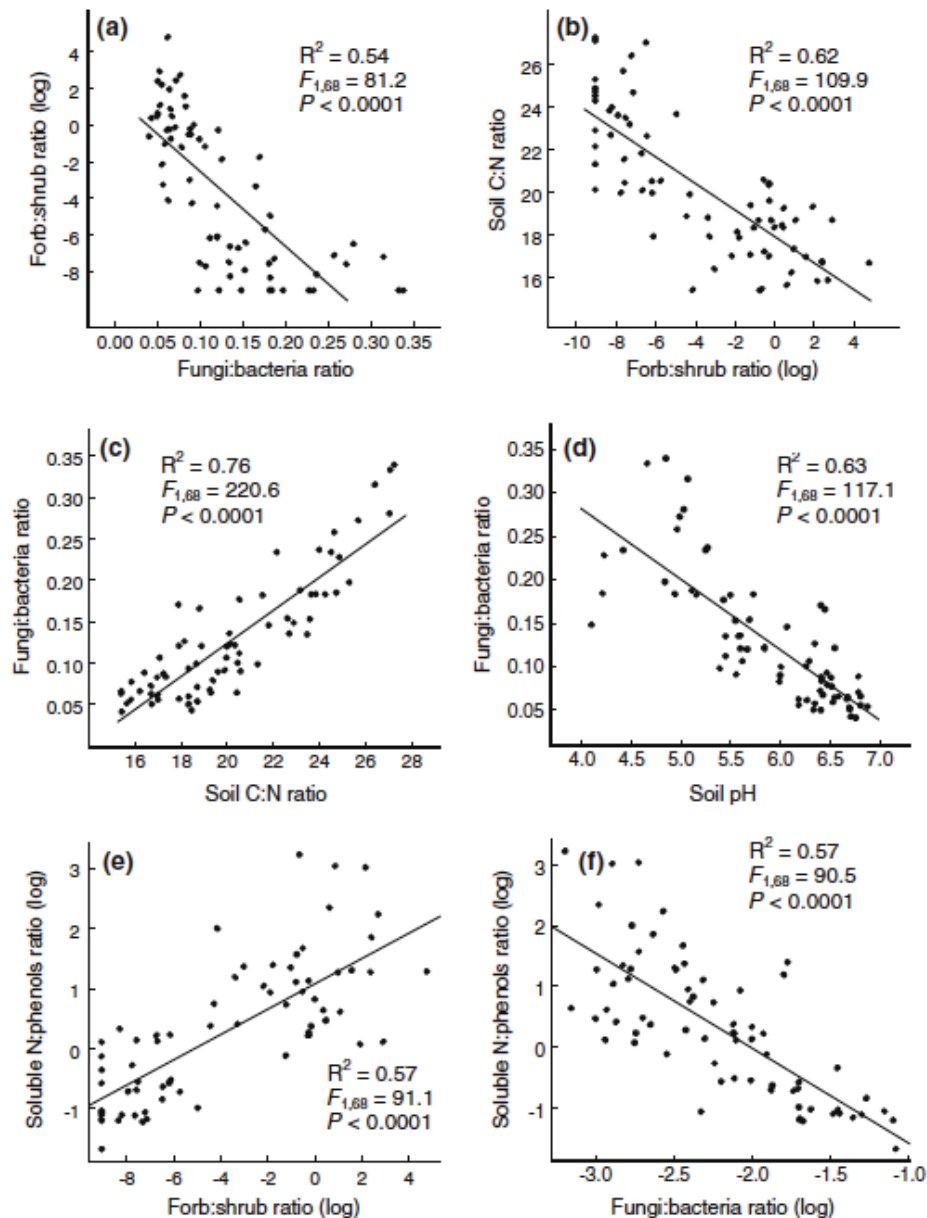 (a)
R² = 0.54
F1,68 = 81.2
P < 0.0001
Forb:shrub ratio (log)
4
2
0
-2
-4
-6
-8
0.00 0.05 0.10 0.15 0.20 0.25 0.30 0.35
Fungi:bacteria ratio
(b)
R² = 0.62
F1,68 = 109.9
P < 0.0001
Soil C:N ratio
26
24
22
20
18
16
-10 -8 -6 -4 -2 0 2 4
Forb:shrub ratio (log)
(c)
R² = 0.76
F1,68 = 220.6
P < 0.0001
Fungi:bacteria ratio
0.35
0.30
0.25
0.20
0.15
0.10
0.05
16 18 20 22 24 26 28
Soil C:N ratio
(d)
R² = 0.63
F1,68 = 117.1
P < 0.0001
Fungi:bacteria ratio
0.35
0.30
0.25
0.20
0.15
0.10
0.05
4.0 4.5 5.0 5.5 6.0 6.5 7.0
Soil pH
(e)
Soluble N:phenols ratio (log)
3
2
1
0
-1
R² = 0.57
F1,68 = 91.1
P < 0.0001
-8 -6 -4 -2 0 2 4
Forb:shrub ratio (log)
(f)
R² = 0.57
F1,68 = 90.5
P < 0.0001
Soluble N:phenols ratio (log)
3
2
1
0
-1
-3.0 -2.5 -2.0 -1.5 -1.0
Fungi:bacteria ratio (log)